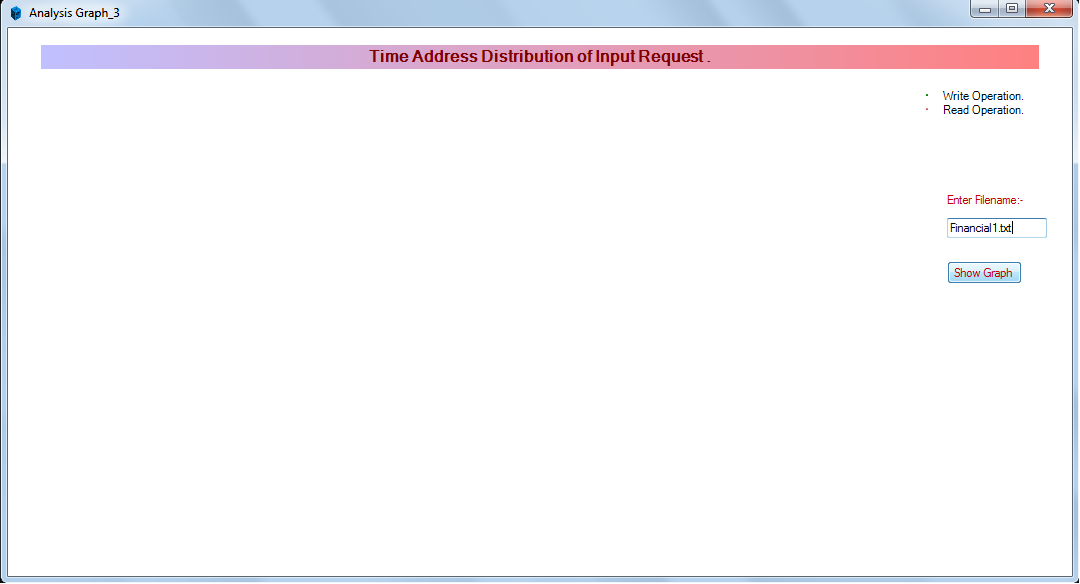 Analysis Graph_3
Time Address Distribution of Input Request .
Write Operation.
Read Operation.
Enter Filename:-
Financial1.txt
Show Graph